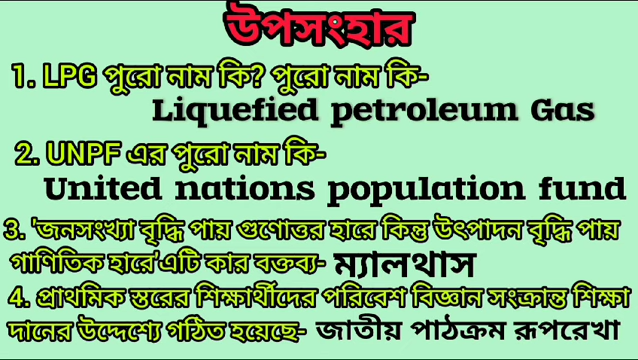 উপসংহার
1. LPG পুরো নাম কি? পুরো নাম কি-
Liquefied petroleum Gas
2. UNPF এর পুরো নাম কি-
United nations population fund
3. 'জনসংখ্যা বৃদ্ধি পায় গুণোত্তর হারে কিন্তু উৎপাদন বৃদ্ধি পায়
গাণিতিক হারে'এটি কার বক্তব্য- ম্যালথাস
4. প্রাথমিক স্তরের শিক্ষার্থীদের পরিবেশ বিজ্ঞান সংক্রান্ত শিক্ষা
দানের উদ্দেশ্যে গঠিত হয়েছে- জাতীয় পাঠক্রম রূপরেখা